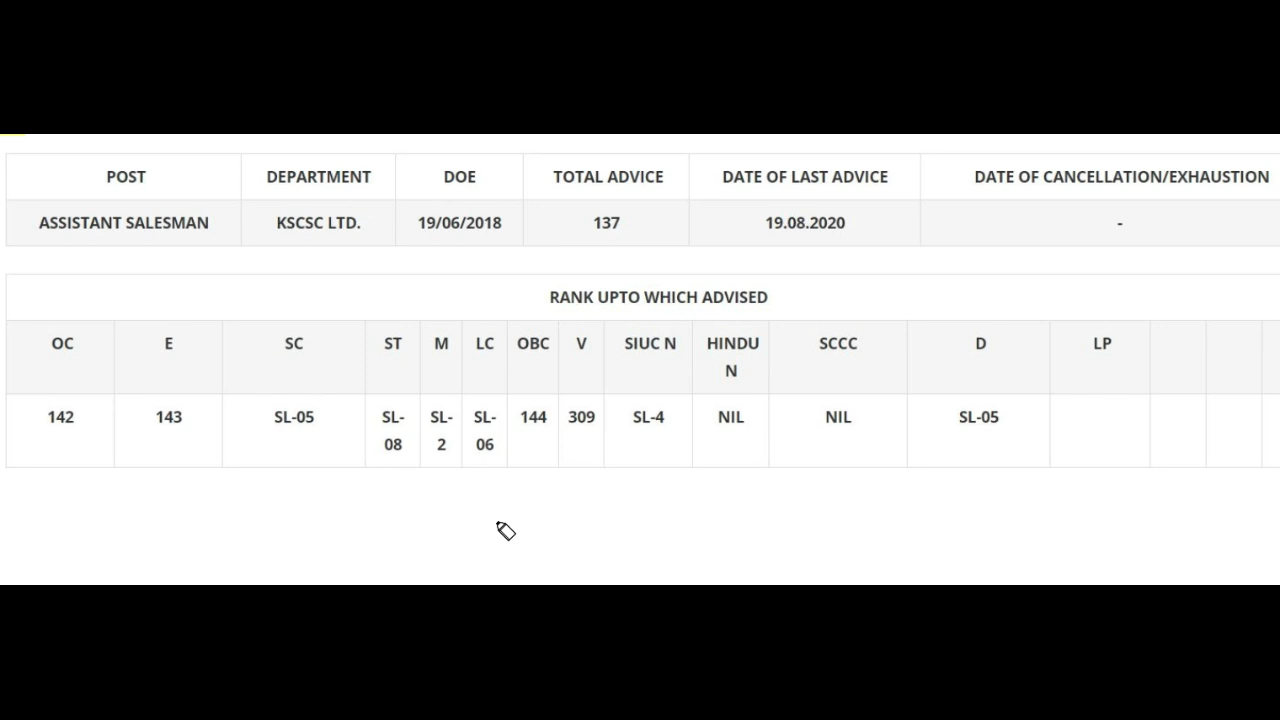 POST DEPARTMENT DOE TOTAL ADVICE DATE OF LAST ADVICE DATE OF CANCELLATION/EXHAUSTION
ASSISTANT SALESMAN KSCSC LTD. 19/06/2018 137 19.08.2020 -
RANK UPTO WHICH ADVISED
OC E SC ST M LC OBC V SIUC N HINDU N SCCC D LP
142 143 SL-05 SL-08 SL-2 SL-06 144 309 SL-4 NIL NIL SL-05